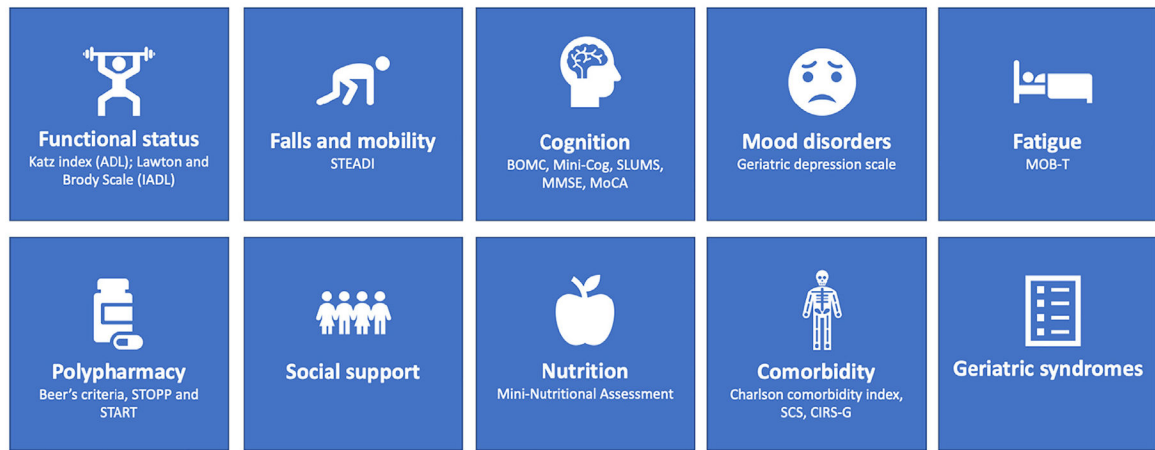 Functional status
Katz index (ADL); Lawton and
Brody Scale (IADL)
Falls and mobility
STEADI
Cognition
BOMC, Mini-Cog, SLUMS,
MMSE, MoCA
Mood disorders
Geriatric depression scale
Fatigue
MOB-T
Polypharmacy
Beer's criteria, STOPP and
START
Social support
Nutrition
Mini-Nutritional Assessment
Comorbidity
Charlson comorbidity index,
SCS, CIRS-G
Geriatric syndromes